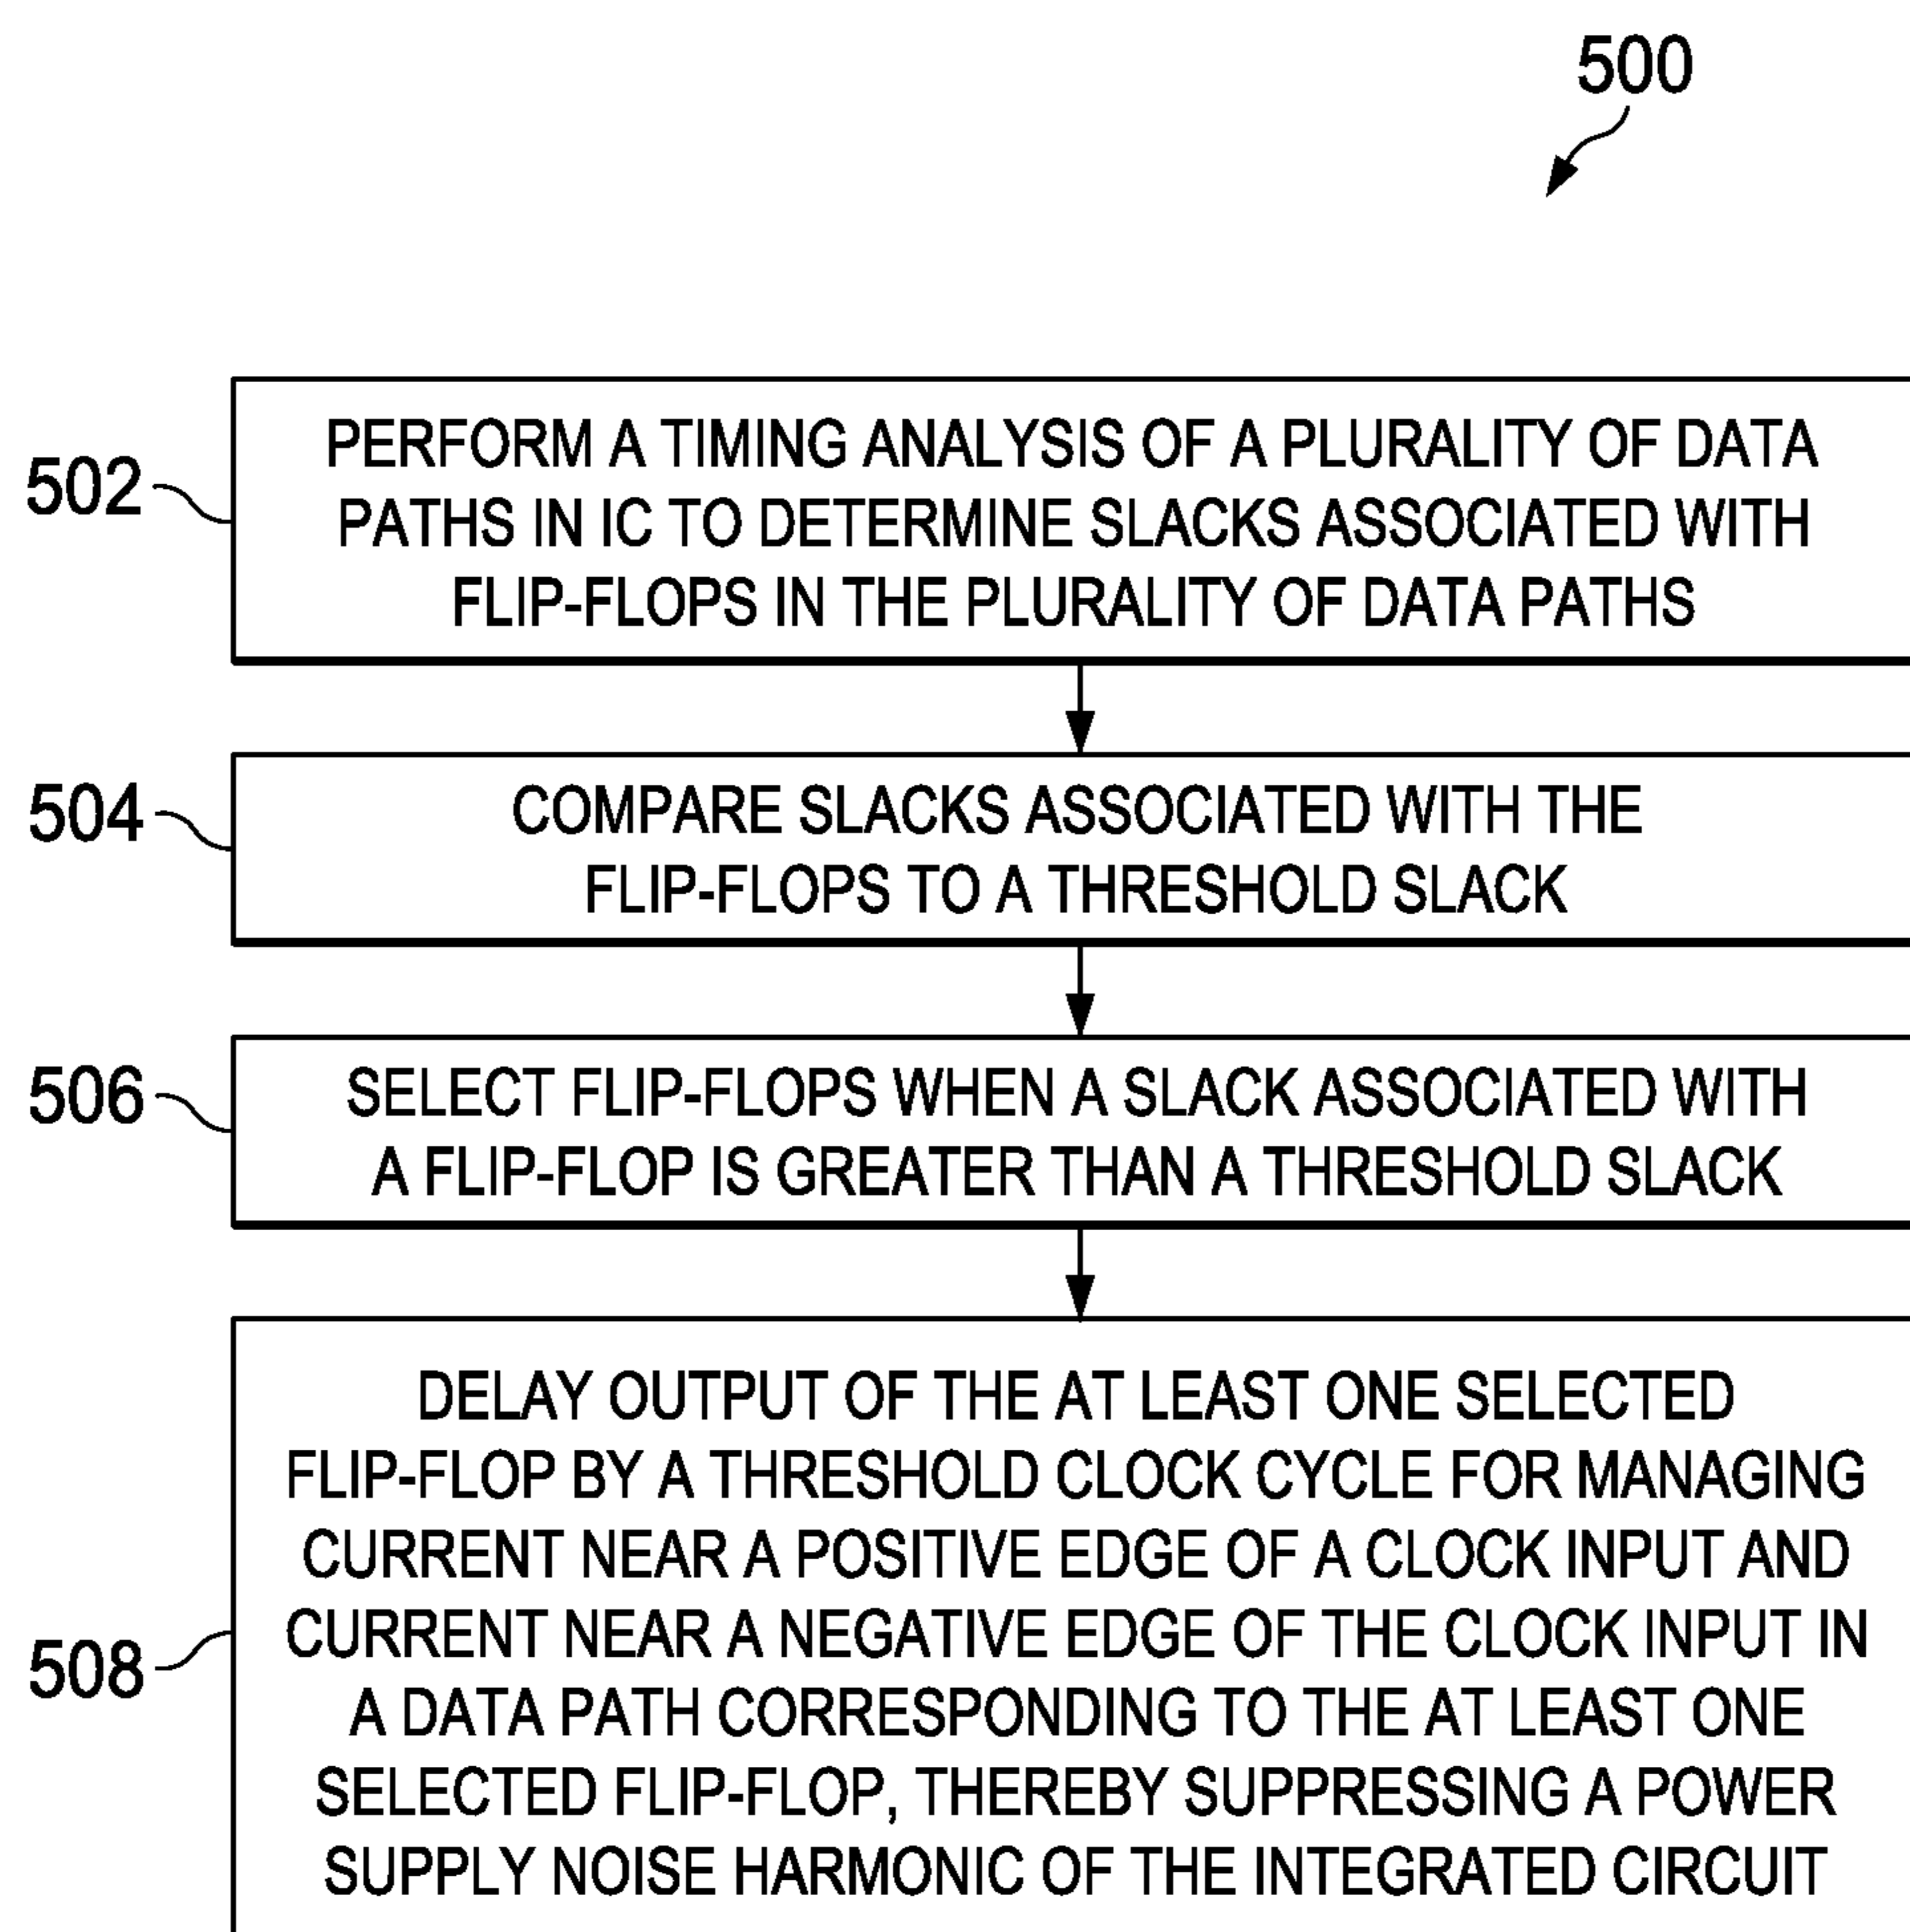 500
502
PERFORM A TIMING ANALYSIS OF A PLURALITY OF DATA
PATHS IN IC TO DETERMINE SLACKS ASSOCIATED WITH
FLIP-FLOPS IN THE PLURALITY OF DATA PATHS
504
COMPARE SLACKS ASSOCIATED WITH THE
FLIP-FLOPS TO A THRESHOLD SLACK
506
SELECT FLIP-FLOPS WHEN A SLACK ASSOCIATED WITH
A FLIP-FLOP IS GREATER THAN A THRESHOLD SLACK
508
DELAY OUTPUT OF THE AT LEAST ONE SELECTED
FLIP-FLOP BY A THRESHOLD CLOCK CYCLE FOR MANAGING
CURRENT NEAR A POSITIVE EDGE OF A CLOCK INPUT AND
CURRENT NEAR A NEGATIVE EDGE OF THE CLOCK INPUT IN
A DATA PATH CORRESPONDING TO THE AT LEAST ONE
SELECTED FLIP-FLOP, THEREBY SUPPRESSING A POWER
SUPPLY NOISE HARMONIC OF THE INTEGRATED CIRCUIT